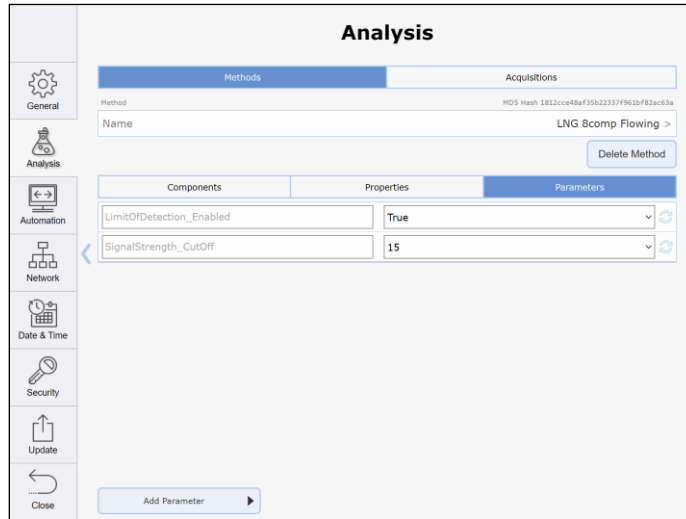 Analysis
General
Analysis
Automation
Network
Date & Time
Security
Update
Close
Methods Acquisitions
Method MD5 Hash 1812cce48af35b22337f961bf82ac63a
Name LNG 8comp Flowing >
Delete Method
Components Properties Parameters
LimitOfDetection_Enabled True
SignalStrength_CutOff 15
Add Parameter